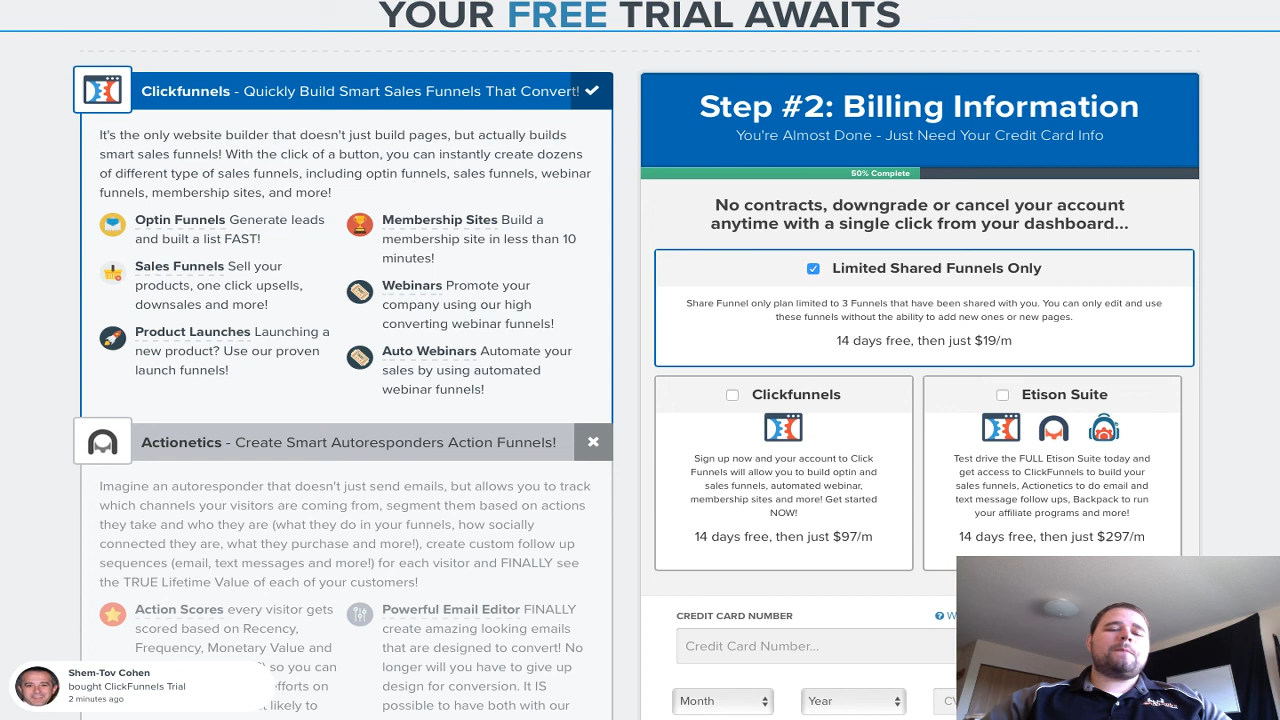 YOUR FREE TRIAL AWAITS
Clickfunnels - Quickly Build Smart Sales Funnels That Convert!
It's the only website builder that doesn't just build pages, but actually builds
smart sales funnels! With the click of a button, you can instantly create dozens
of different type of sales funnels, including optin funnels, sales funnels, webinar
funnels, membership sites, and more!
Optin Funnels Generate leads
and built a list FAST!
Sales Funnels Sell your
products, one click upsells,
downsales and more!
Product Launches Launching a
new product? Use our proven
launch funnels!
Membership Sites Build a
membership site in less than 10
minutes!
Webinars Promote your
company using our high
converting webinar funnels!
Auto Webinars Automate your
sales by using automated
webinar funnels!
Actionetics - Create Smart Autoresponders Action Funnels!
Imagine an autoresponder that doesn't just send emails, but allows you to track
which channels your visitors are coming from, segment them based on actions
they take and who they are (what they do in your funnels, how socially
connected they are, what they purchase and more!), create custom follow up
sequences (email, text messages and more!) for each visitor and FINALLY see
the TRUE Lifetime Value of each of your customers!
Action Scores every visitor gets
scored based on Recency,
Frequency, Monetary Value and
so you can
efforts on
likely to
Powerful Email Editor FINALLY
create amazing looking emails
that are designed to convert! No
longer will you have to give up
design for conversion. It IS
possible to have both with our
Shem-Tov Cohen
bought ClickFunnels Trial
2 minutes ago
Step #2: Billing Information
You're Almost Done - Just Need Your Credit Card Info
50% Complete
No contracts, downgrade or cancel your account
anytime with a single click from your dashboard...
Limited Shared Funnels Only
Share Funnel only plan limited to 3 Funnels that have been shared with you. You can only edit and use
these funnels without the ability to add new ones or new pages.
14 days free, then just $19/m
Clickfunnels
Sign up now and your account to Click
Funnels will allow you to build optin and
sales funnels, automated webinar,
membership sites and more! Get started
NOW!
14 days free, then just $97/m
Etison Suite
Test drive the FULL Etison Suite today and
get access to ClickFunnels to build your
sales funnels, Actionetics to do email and
text message follow ups, Backpack to run
your affiliate programs and more!
14 days free, then just $297/m
CREDIT CARD NUMBER
Credit Card Number...
Month
Year